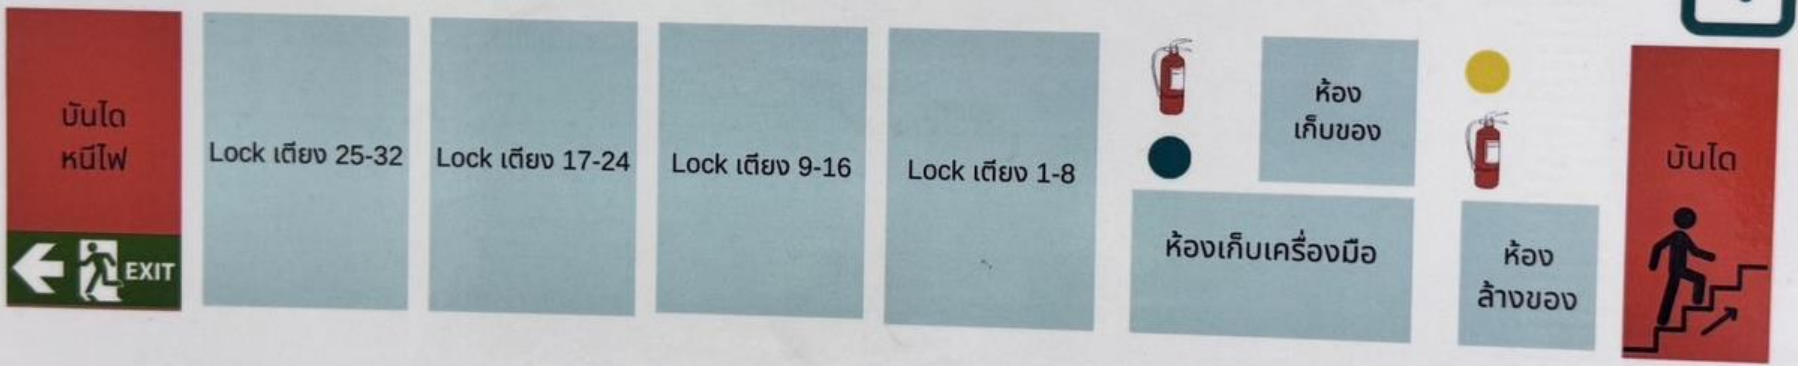 บันได
หนีไฟ
EXIT
Lock เตียง 25-32
Lock เตียง 17-24
Lock เตียง 9-16
Lock เตียง 1-8
ห้อง
เก็บของ
ห้องเก็บเครื่องมือ
ห้อง
ล้างของ
บันได